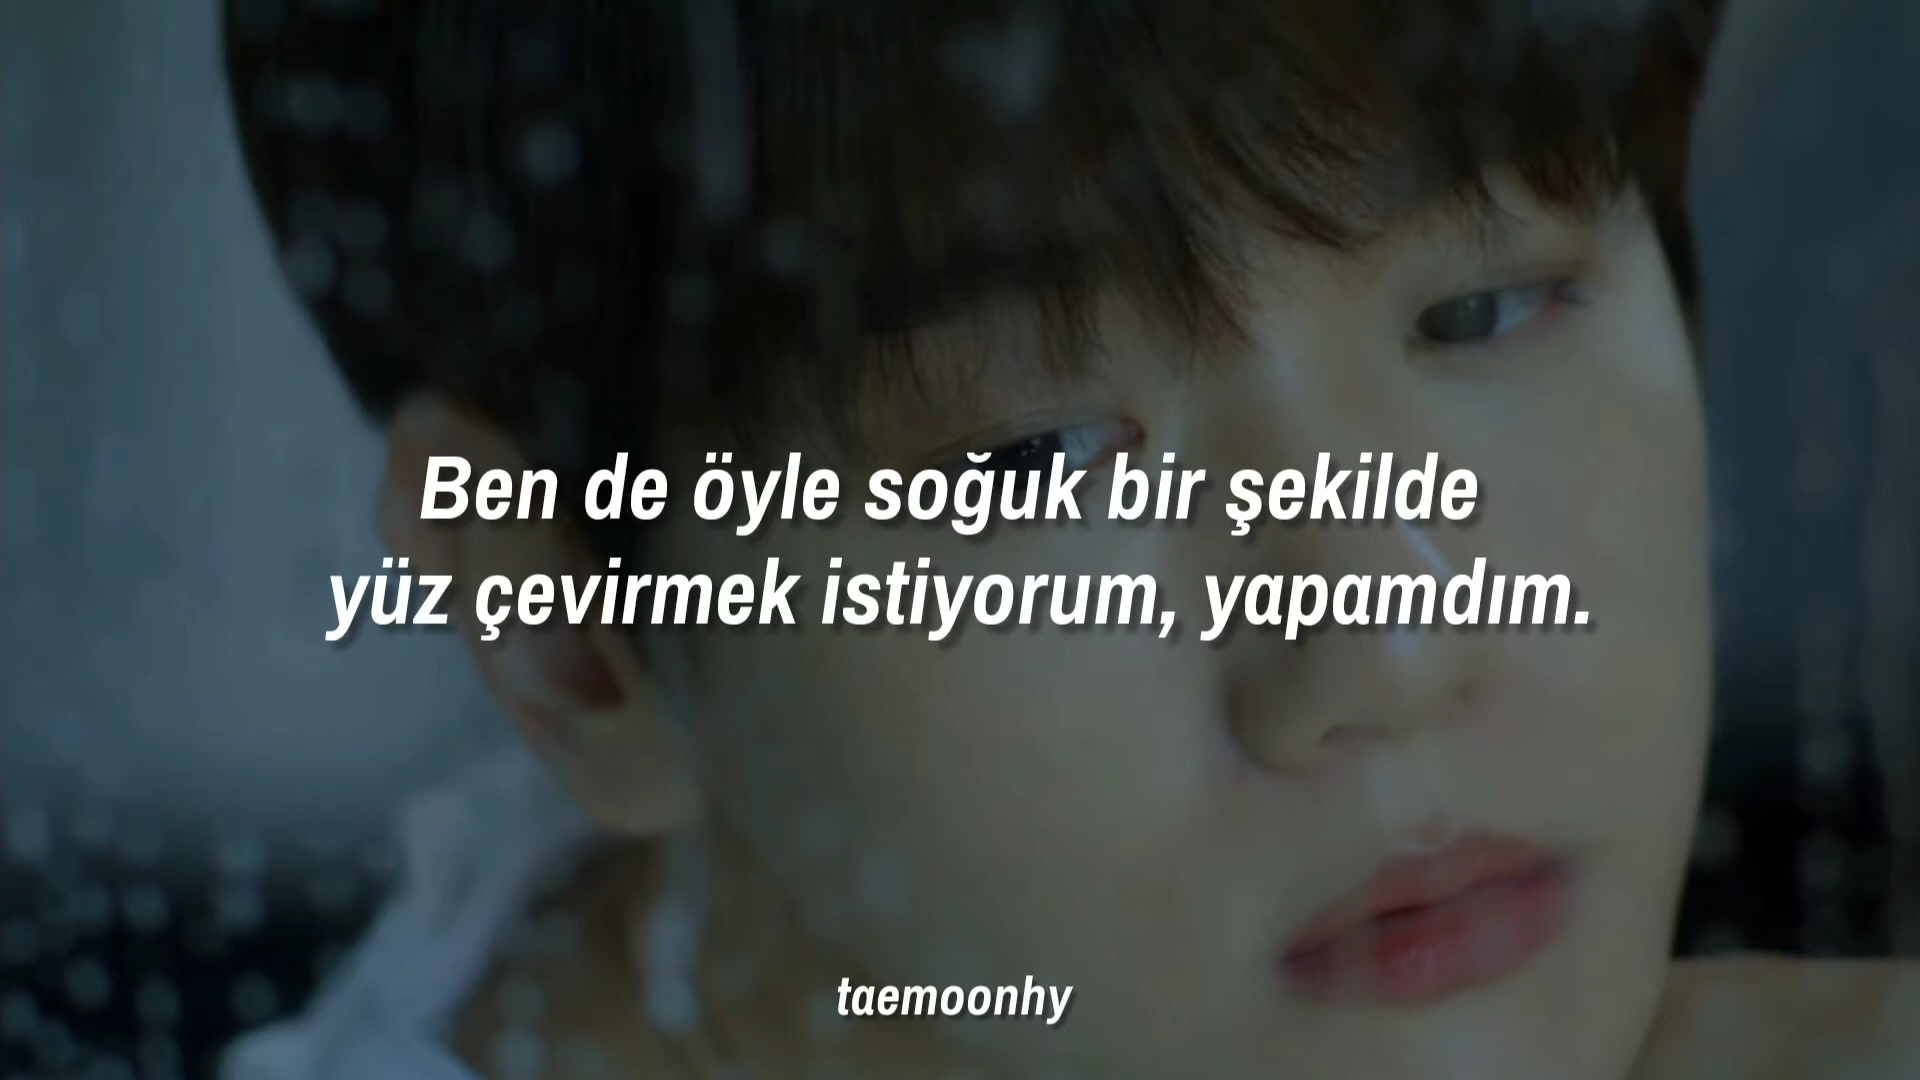 Ben de öyle soğuk bir şekilde
yüz çevirmek istiyorum, yapamdım.
taemoonhy